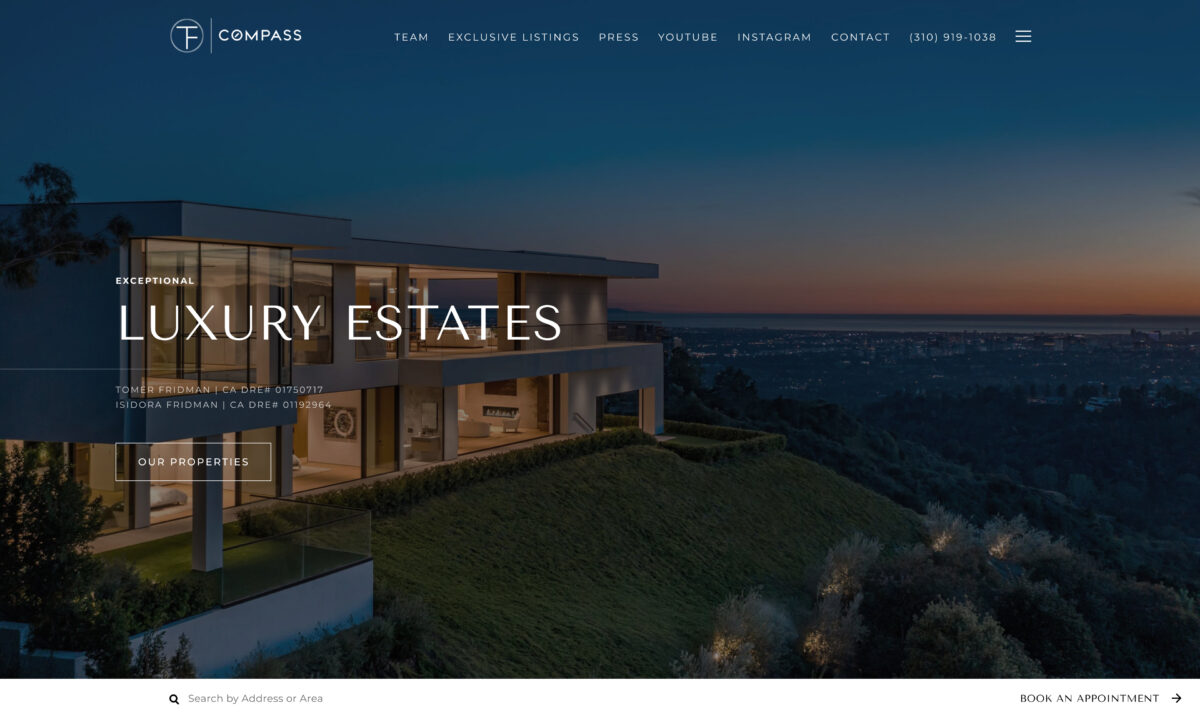 TF | COMPASS
TEAM EXCLUSIVE LISTINGS PRESS YOUTUBE INSTAGRAM CONTACT (310) 919-1038
EXCEPTIONAL
LUXURY ESTATES
TOMER FRIDMAN | CA DRE# 01750717
ISIDORA FRIDMAN | CA DRE# 01192964
OUR PROPERTIES
Search by Address or Area
BOOK AN APPOINTMENT